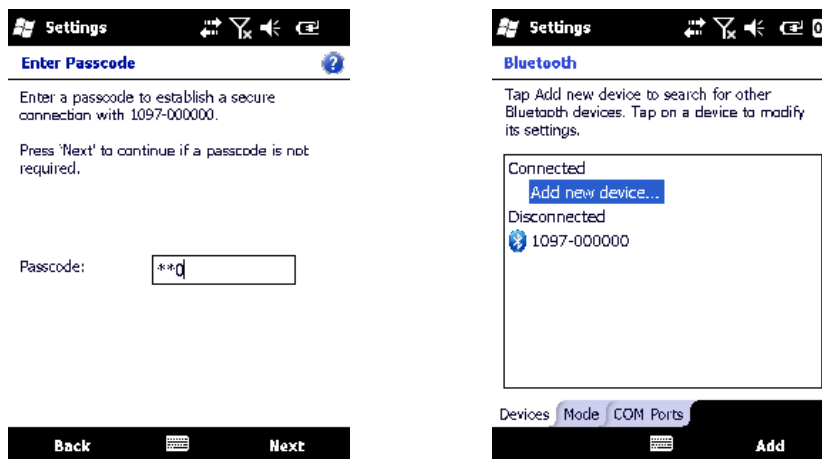 Settings
Enter Passcode
Enter a passcode to establish a secure
connection with 1097-000000.
Press 'Next' to continue if a passcode is not
required.
Passcode: **0
Back Next
Settings
Bluetooth
Tap Add new device to search for other
Bluetooth devices. Tap on a device to modify
its settings.
Connected
Add new device...
Disconnected
1097-000000
Devices Mode COM Ports
Add